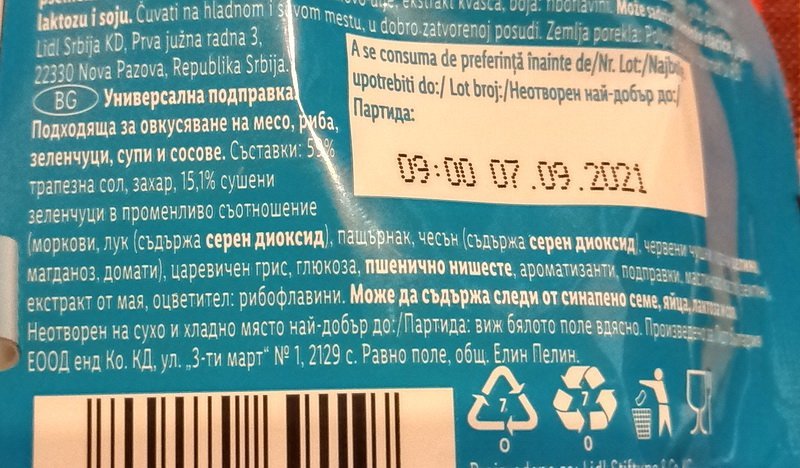 ekstrakt kvasca, boja: riboflavini.
laktozu i soju. Čuvati na hladnom i suvom mestu, u dobro zatvorenoj posudi. Zemlja porekla:
Lidl Srbija KD, Prva južna radna 3,
22330 Nova Pazova, Republika Srbija.
A se consuma de preferință înainte de/Nr. Lot:/Najbolje
upotrebiti do:/ Lot broj:/Неотворен най-добър до:/
Партида:
09:00 07.09.2021
BG Универсална подправка.
Подходяща за овкусяване на месо, риба,
зеленчуци, супи и сосове. Съставки:
трапезна сол, захар, 15,1% сушени
зеленчуци в променливо съотношение
(моркови, лук (съдържа серен диоксид), пащърнак, чесън (съдържа серен диоксид),
магданоз, домати), царевичен грис, глюкоза, пшенично нишесте, ароматизанти, подправки,
екстракт от мая, оцветител: рибофлавини. Може да съдържа следи от синапено семе, яйца,
Неотворен на сухо и хладно място най-добър до:/Партида: виж бялото поле вдясно.
ЕООД енд Ко. КД, ул. „3-ти март“ № 1, 2129 с. Равно поле, общ. Елин Пелин.
7 7
O O